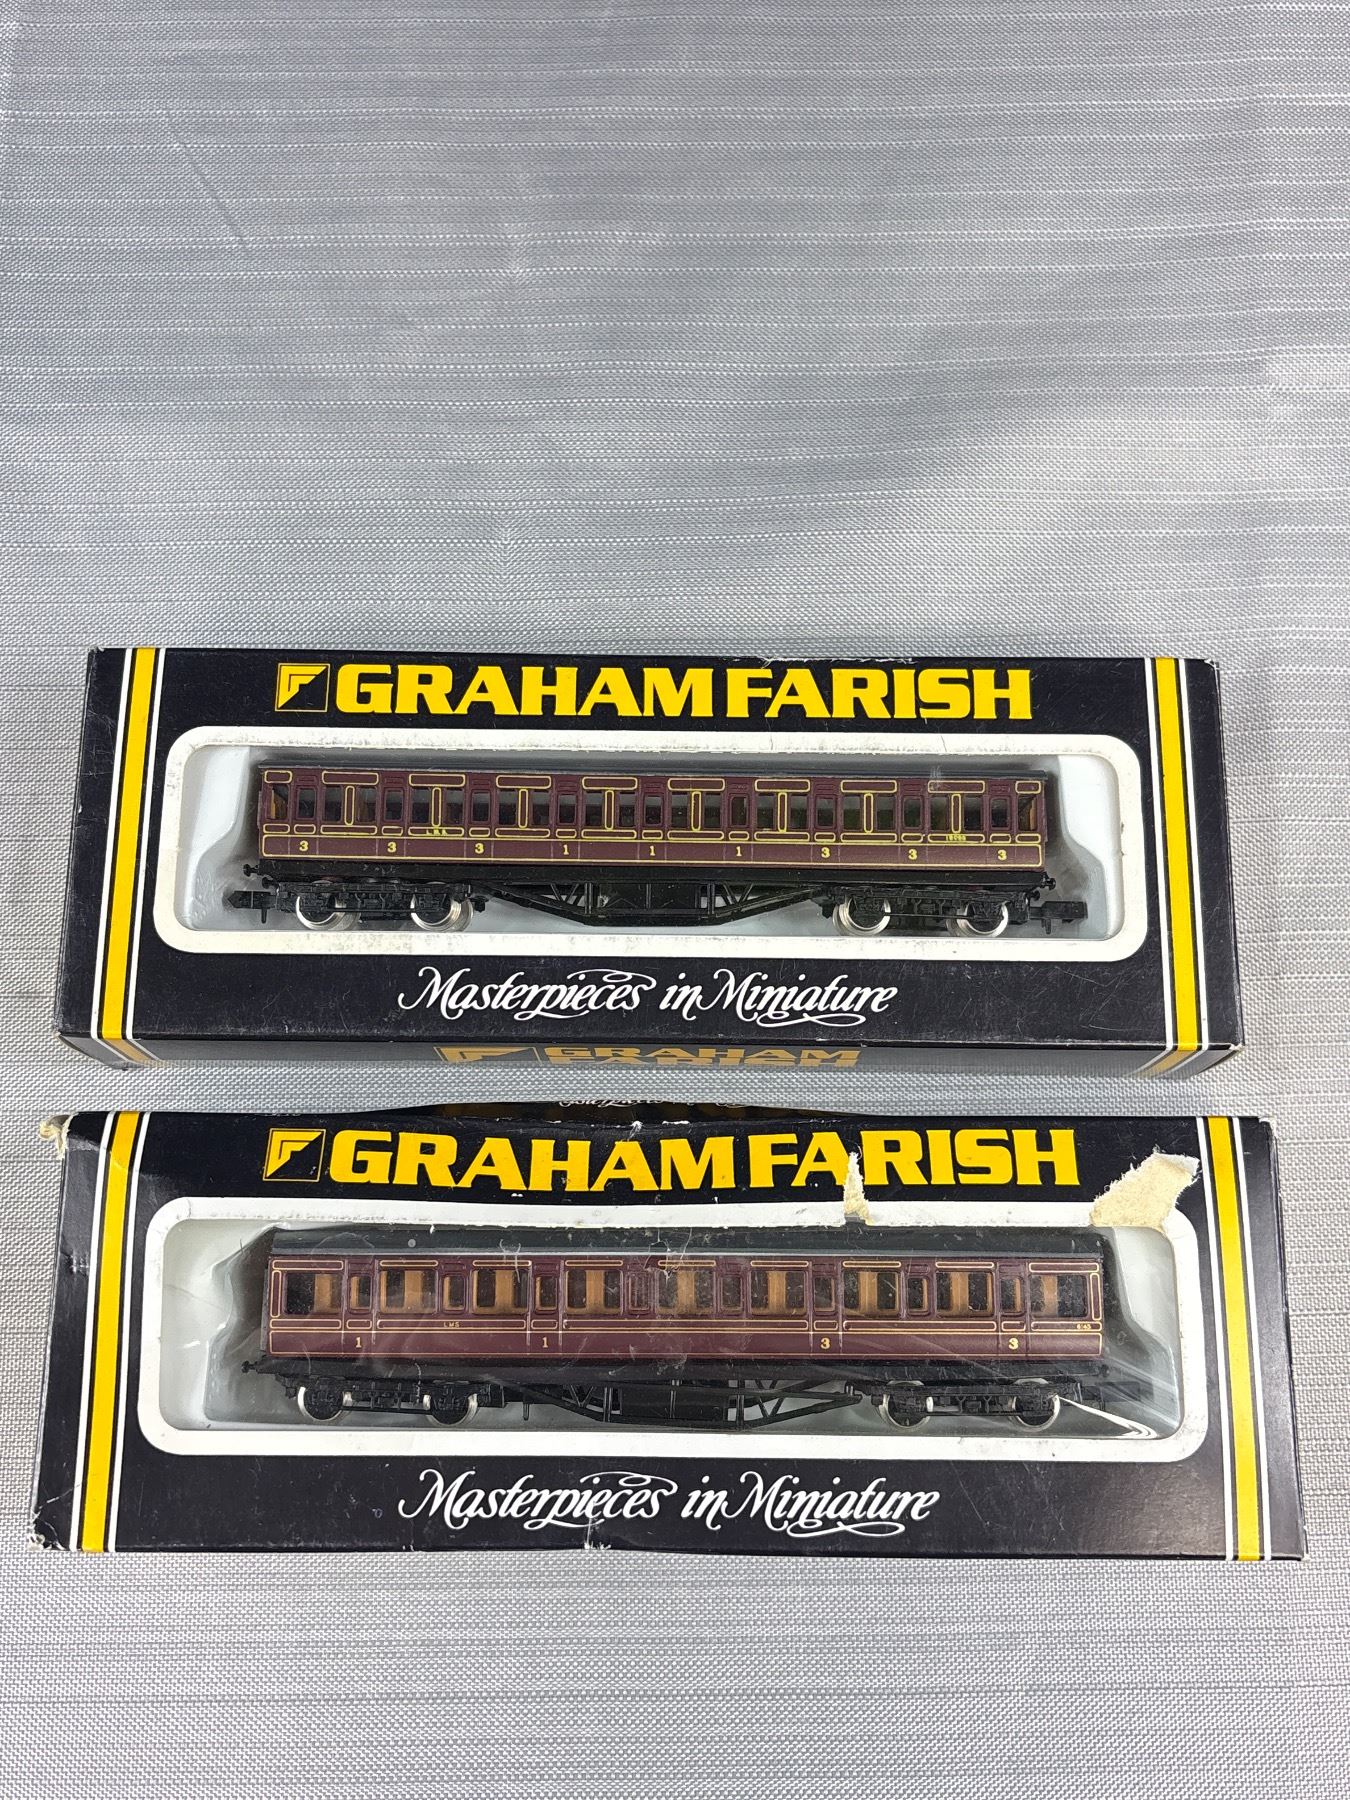 GRAHAM FARISH
3 3 3 1 1 1 3 3 3
Masterpieces in Miniature
GRAHAM
FARISH
GRAHAM FARISH
LMS
1 1 3 3
Masterpieces in Miniature